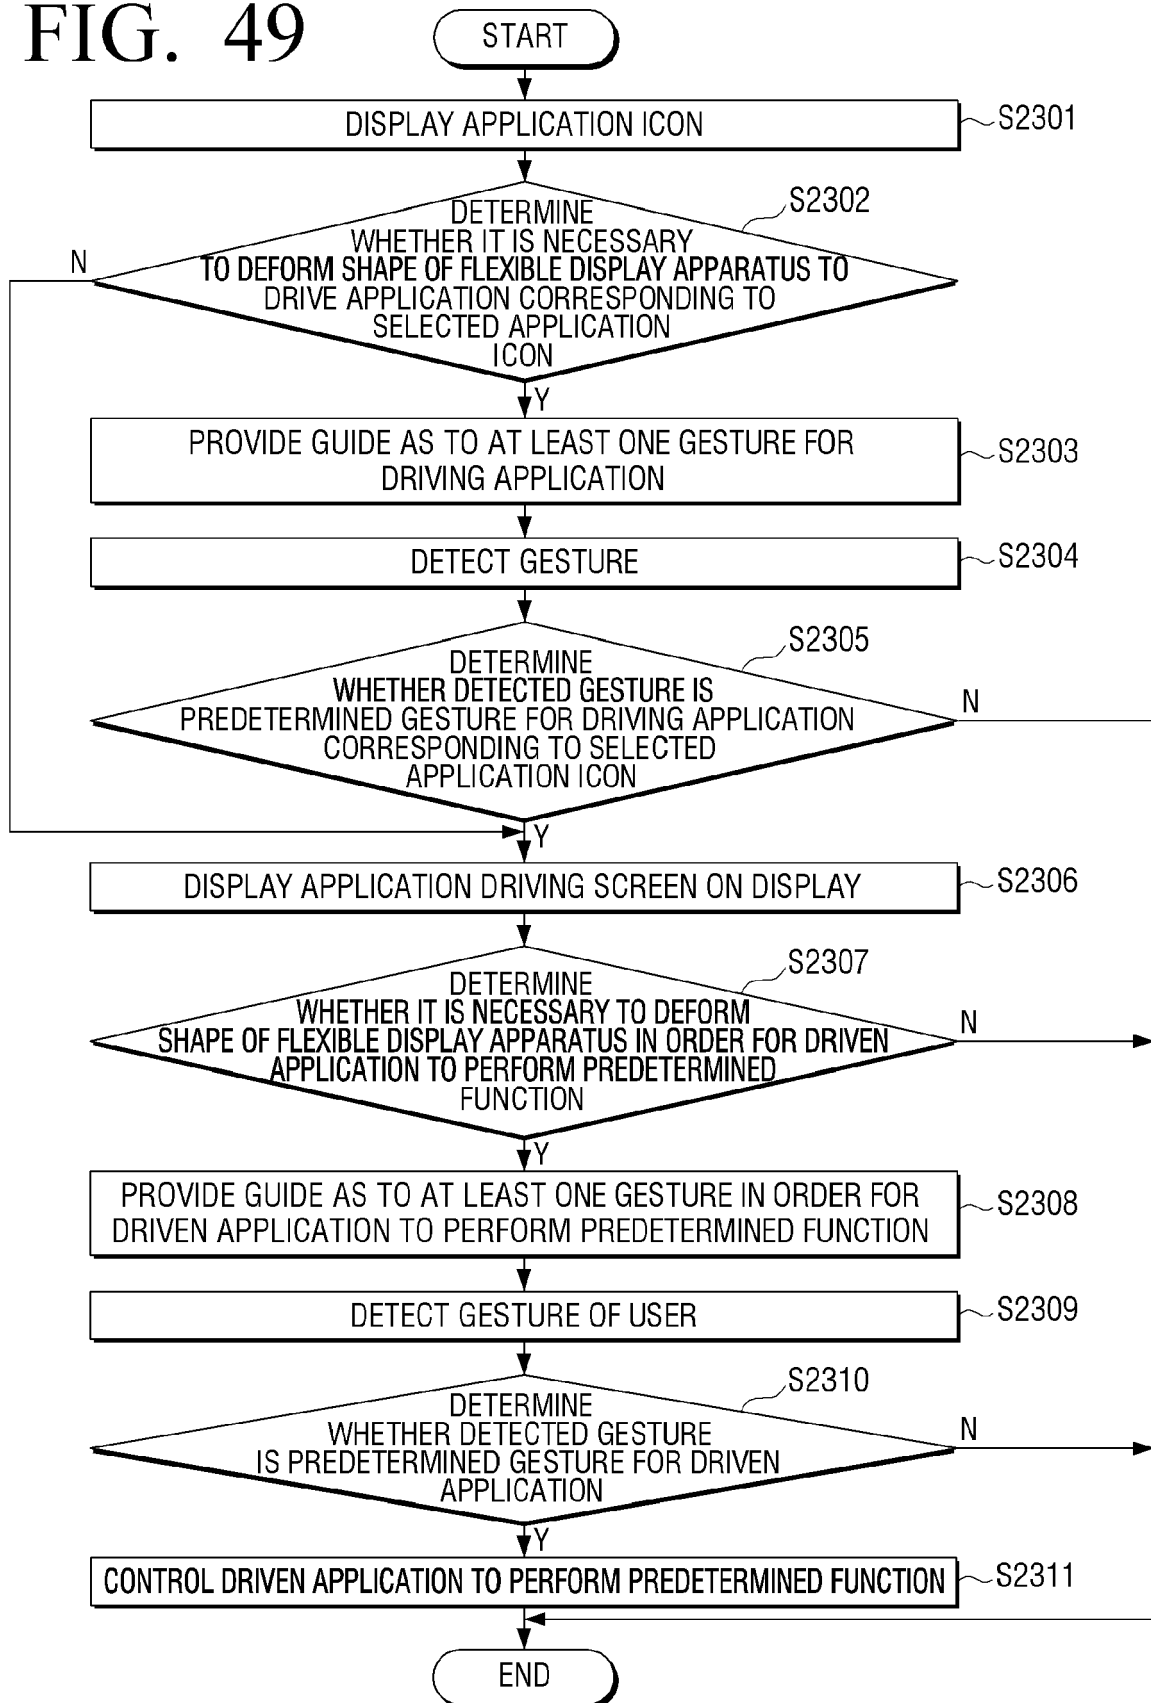 FIG. 49
START
DISPLAY APPLICATION ICON
S2301
S2302
DETERMINE
WHETHER IT IS NECESSARY
TO DEFORM SHAPE OF FLEXIBLE DISPLAY APPARATUS TO
DRIVE APPLICATION CORRESPONDING TO
SELECTED APPLICATION
ICON
N
Y
PROVIDE GUIDE AS TO AT LEAST ONE GESTURE FOR
DRIVING APPLICATION
S2303
DETECT GESTURE
S2304
S2305
DETERMINE
WHETHER DETECTED GESTURE IS
PREDETERMINED GESTURE FOR DRIVING APPLICATION
CORRESPONDING TO SELECTED
APPLICATION ICON
N
Y
DISPLAY APPLICATION DRIVING SCREEN ON DISPLAY
S2306
S2307
DETERMINE
WHETHER IT IS NECESSARY TO DEFORM
SHAPE OF FLEXIBLE DISPLAY APPARATUS IN ORDER FOR DRIVEN
APPLICATION TO PERFORM PREDETERMINED
FUNCTION
N
Y
PROVIDE GUIDE AS TO AT LEAST ONE GESTURE IN ORDER FOR
DRIVEN APPLICATION TO PERFORM PREDETERMINED FUNCTION
S2308
DETECT GESTURE OF USER
S2309
S2310
DETERMINE
WHETHER DETECTED GESTURE
IS PREDETERMINED GESTURE FOR DRIVEN
APPLICATION
N
Y
CONTROL DRIVEN APPLICATION TO PERFORM PREDETERMINED FUNCTION
S2311
END